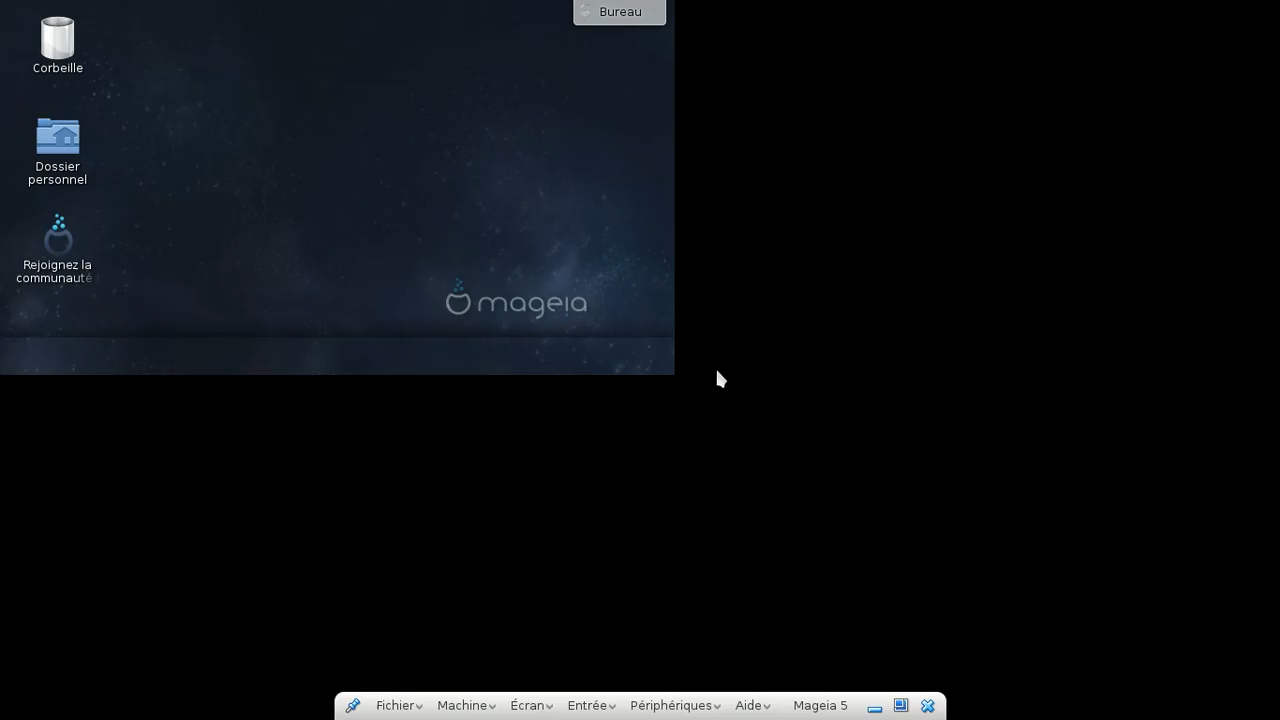 Bureau
Corbeille
Dossier
personnel
Rejoignez la
communauté
mageia
Fichier Machine Écran Entrée Périphériques Aide Mageia 5